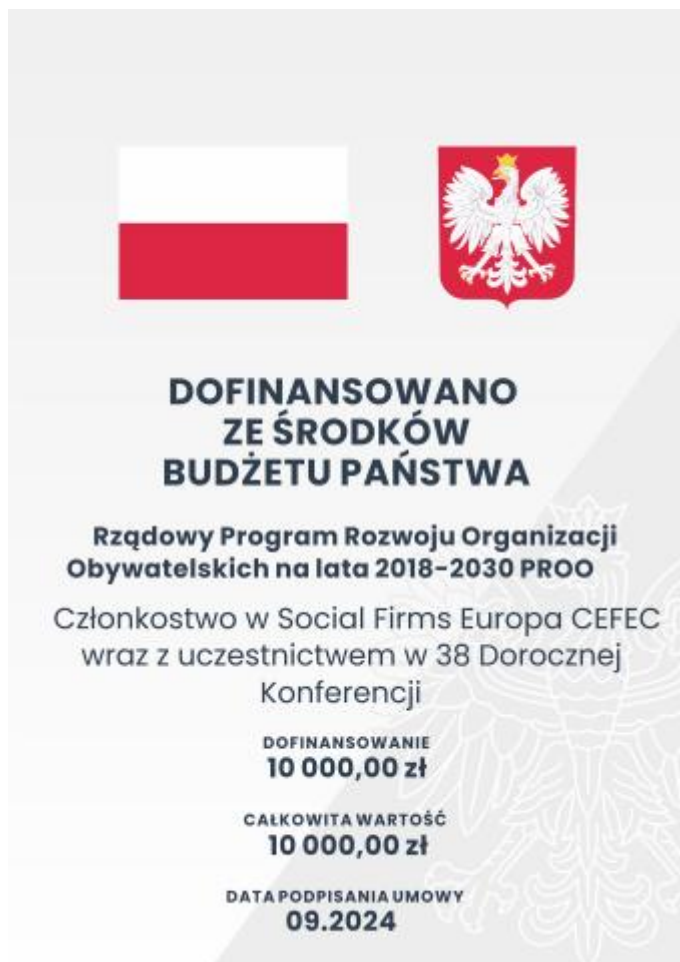 DOFINANSOWANO
ZE ŚRODKÓW
BUDŻETU PAŃSTWA
Rządowy Program Rozwoju Organizacji
Obywatelskich na lata 2018-2030 PROO
Członkostwo w Social Firms Europa CEFEC
wraz z uczestnictwem w 38 Dorocznej
Konferencji
DOFINANSOWANIE
10 000,00 zł
CAŁKOWITA WARTOŚĆ
10 000,00 zł
DATA PODPISANIA UMOWY
09.2024